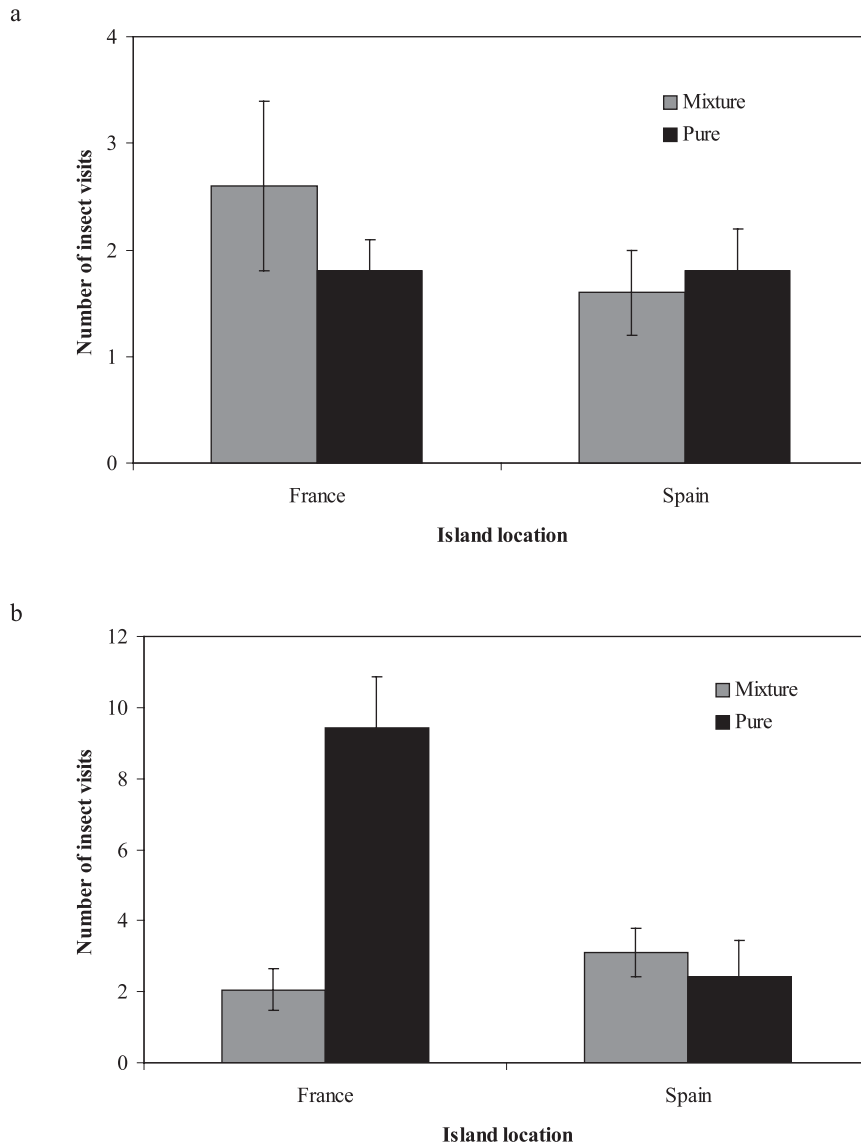 a
4
Mixture
Pure
3
2
1
0
Number of insect visits
France
Spain
Island location
b
12
Mixture
Pure
10
8
6
4
2
0
Number of insect visits
France
Spain
Island location